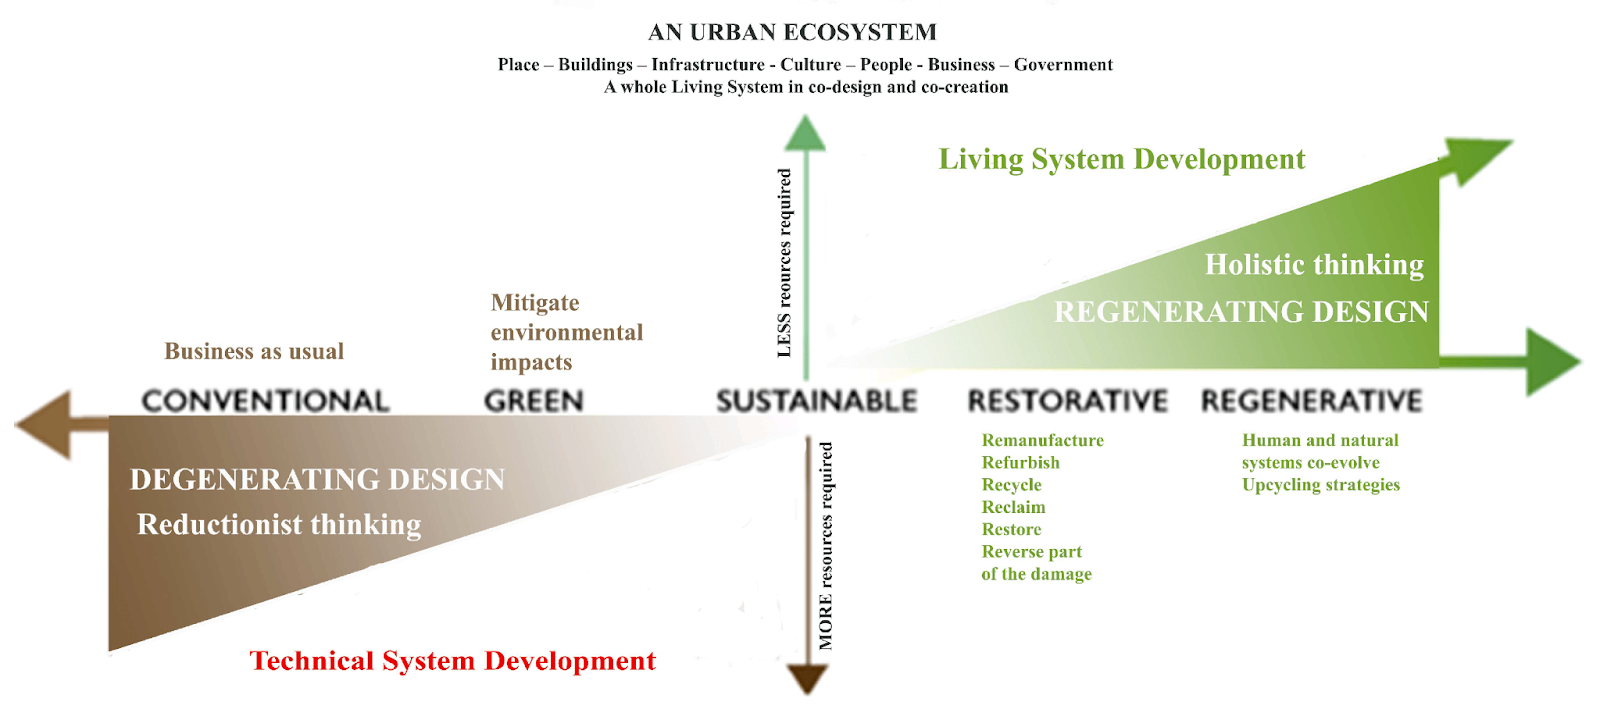 AN URBAN ECOSYSTEM
Place – Buildings – Infrastructure - Culture – People - Business – Government
A whole Living System in co-design and co-creation
LESS resources required
Living System Development
Holistic thinking
REGENERATING DESIGN
Business as usual
Mitigate
environmental
impacts
CONVENTIONAL
GREEN
SUSTAINABLE
RESTORATIVE
REGENERATIVE
DEGENERATING DESIGN
Reductionist thinking
MORE resources required
Remanufacture
Refurbish
Recycle
Reclaim
Restore
Reverse part
of the damage
Human and natural
systems co-evolve
Upcycling strategies
Technical System Development